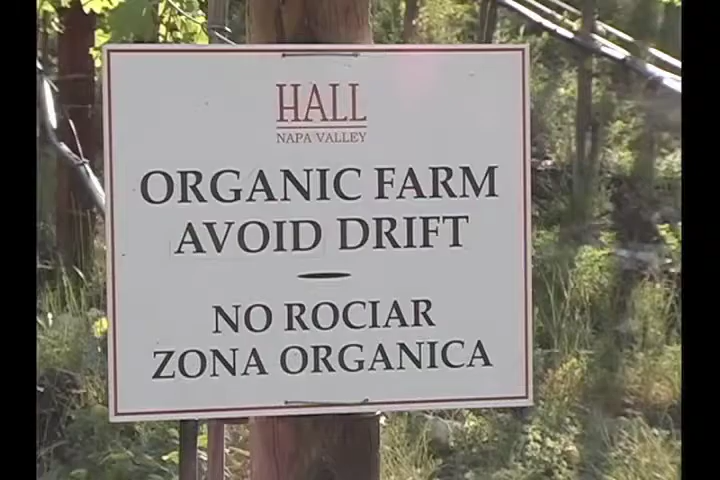 HALL
NAPA VALLEY
ORGANIC FARM
AVOID DRIFT
NO ROCIAR
ZONA ORGANICA